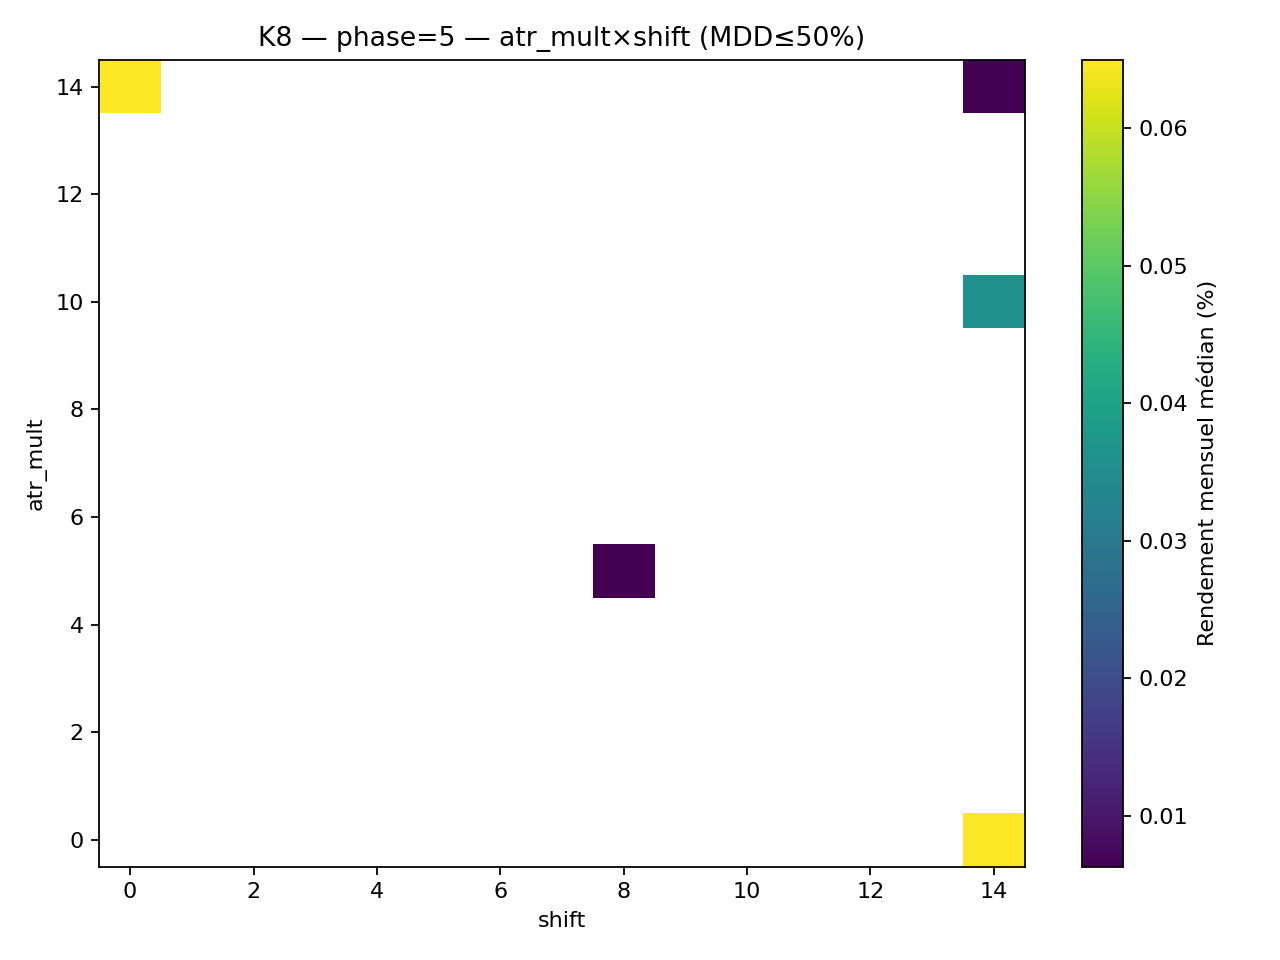 K8 — phase=5 — atr_mult×shift (MDD≤50%)
14
12
10
8
6
4
2
0
atr_mult
0 2 4 6 8 10 12 14
shift
0.06
0.05
0.04
0.03
0.02
0.01
Rendement mensuel médian (%)